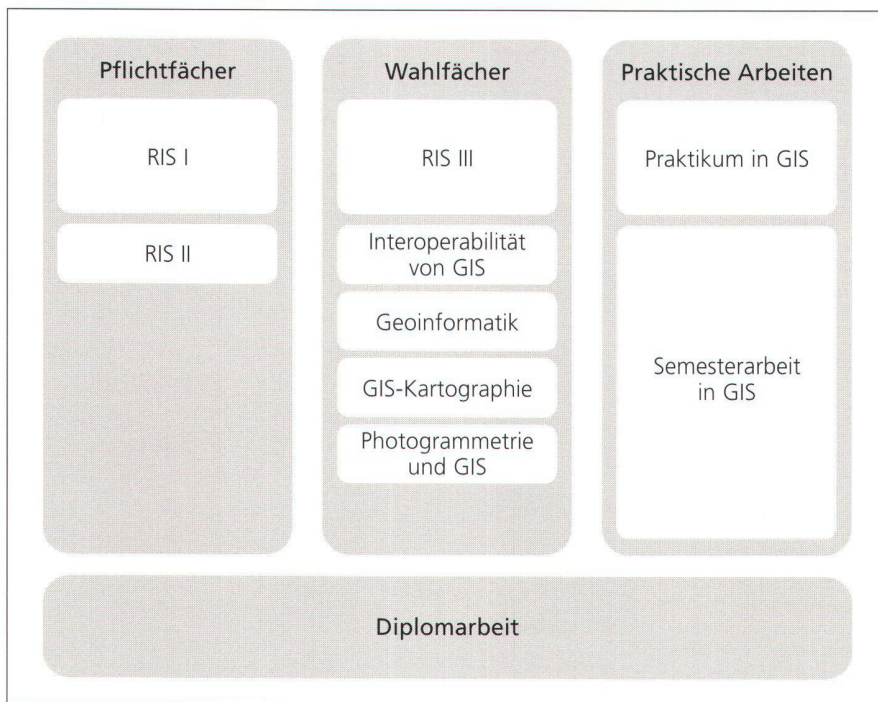 Pflichtfächer
RIS I
RIS II
Wahlfächer
RIS III
Interoperabilität
von GIS
Geoinformatik
GIS-Kartographie
Photogrammetrie
und GIS
Praktische Arbeiten
Praktikum in GIS
Semesterarbeit
in GIS
Diplomarbeit